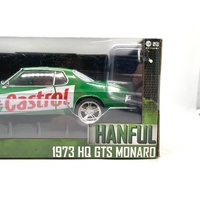 Castrol
HANFUL
1973 HQ GTS MONARO